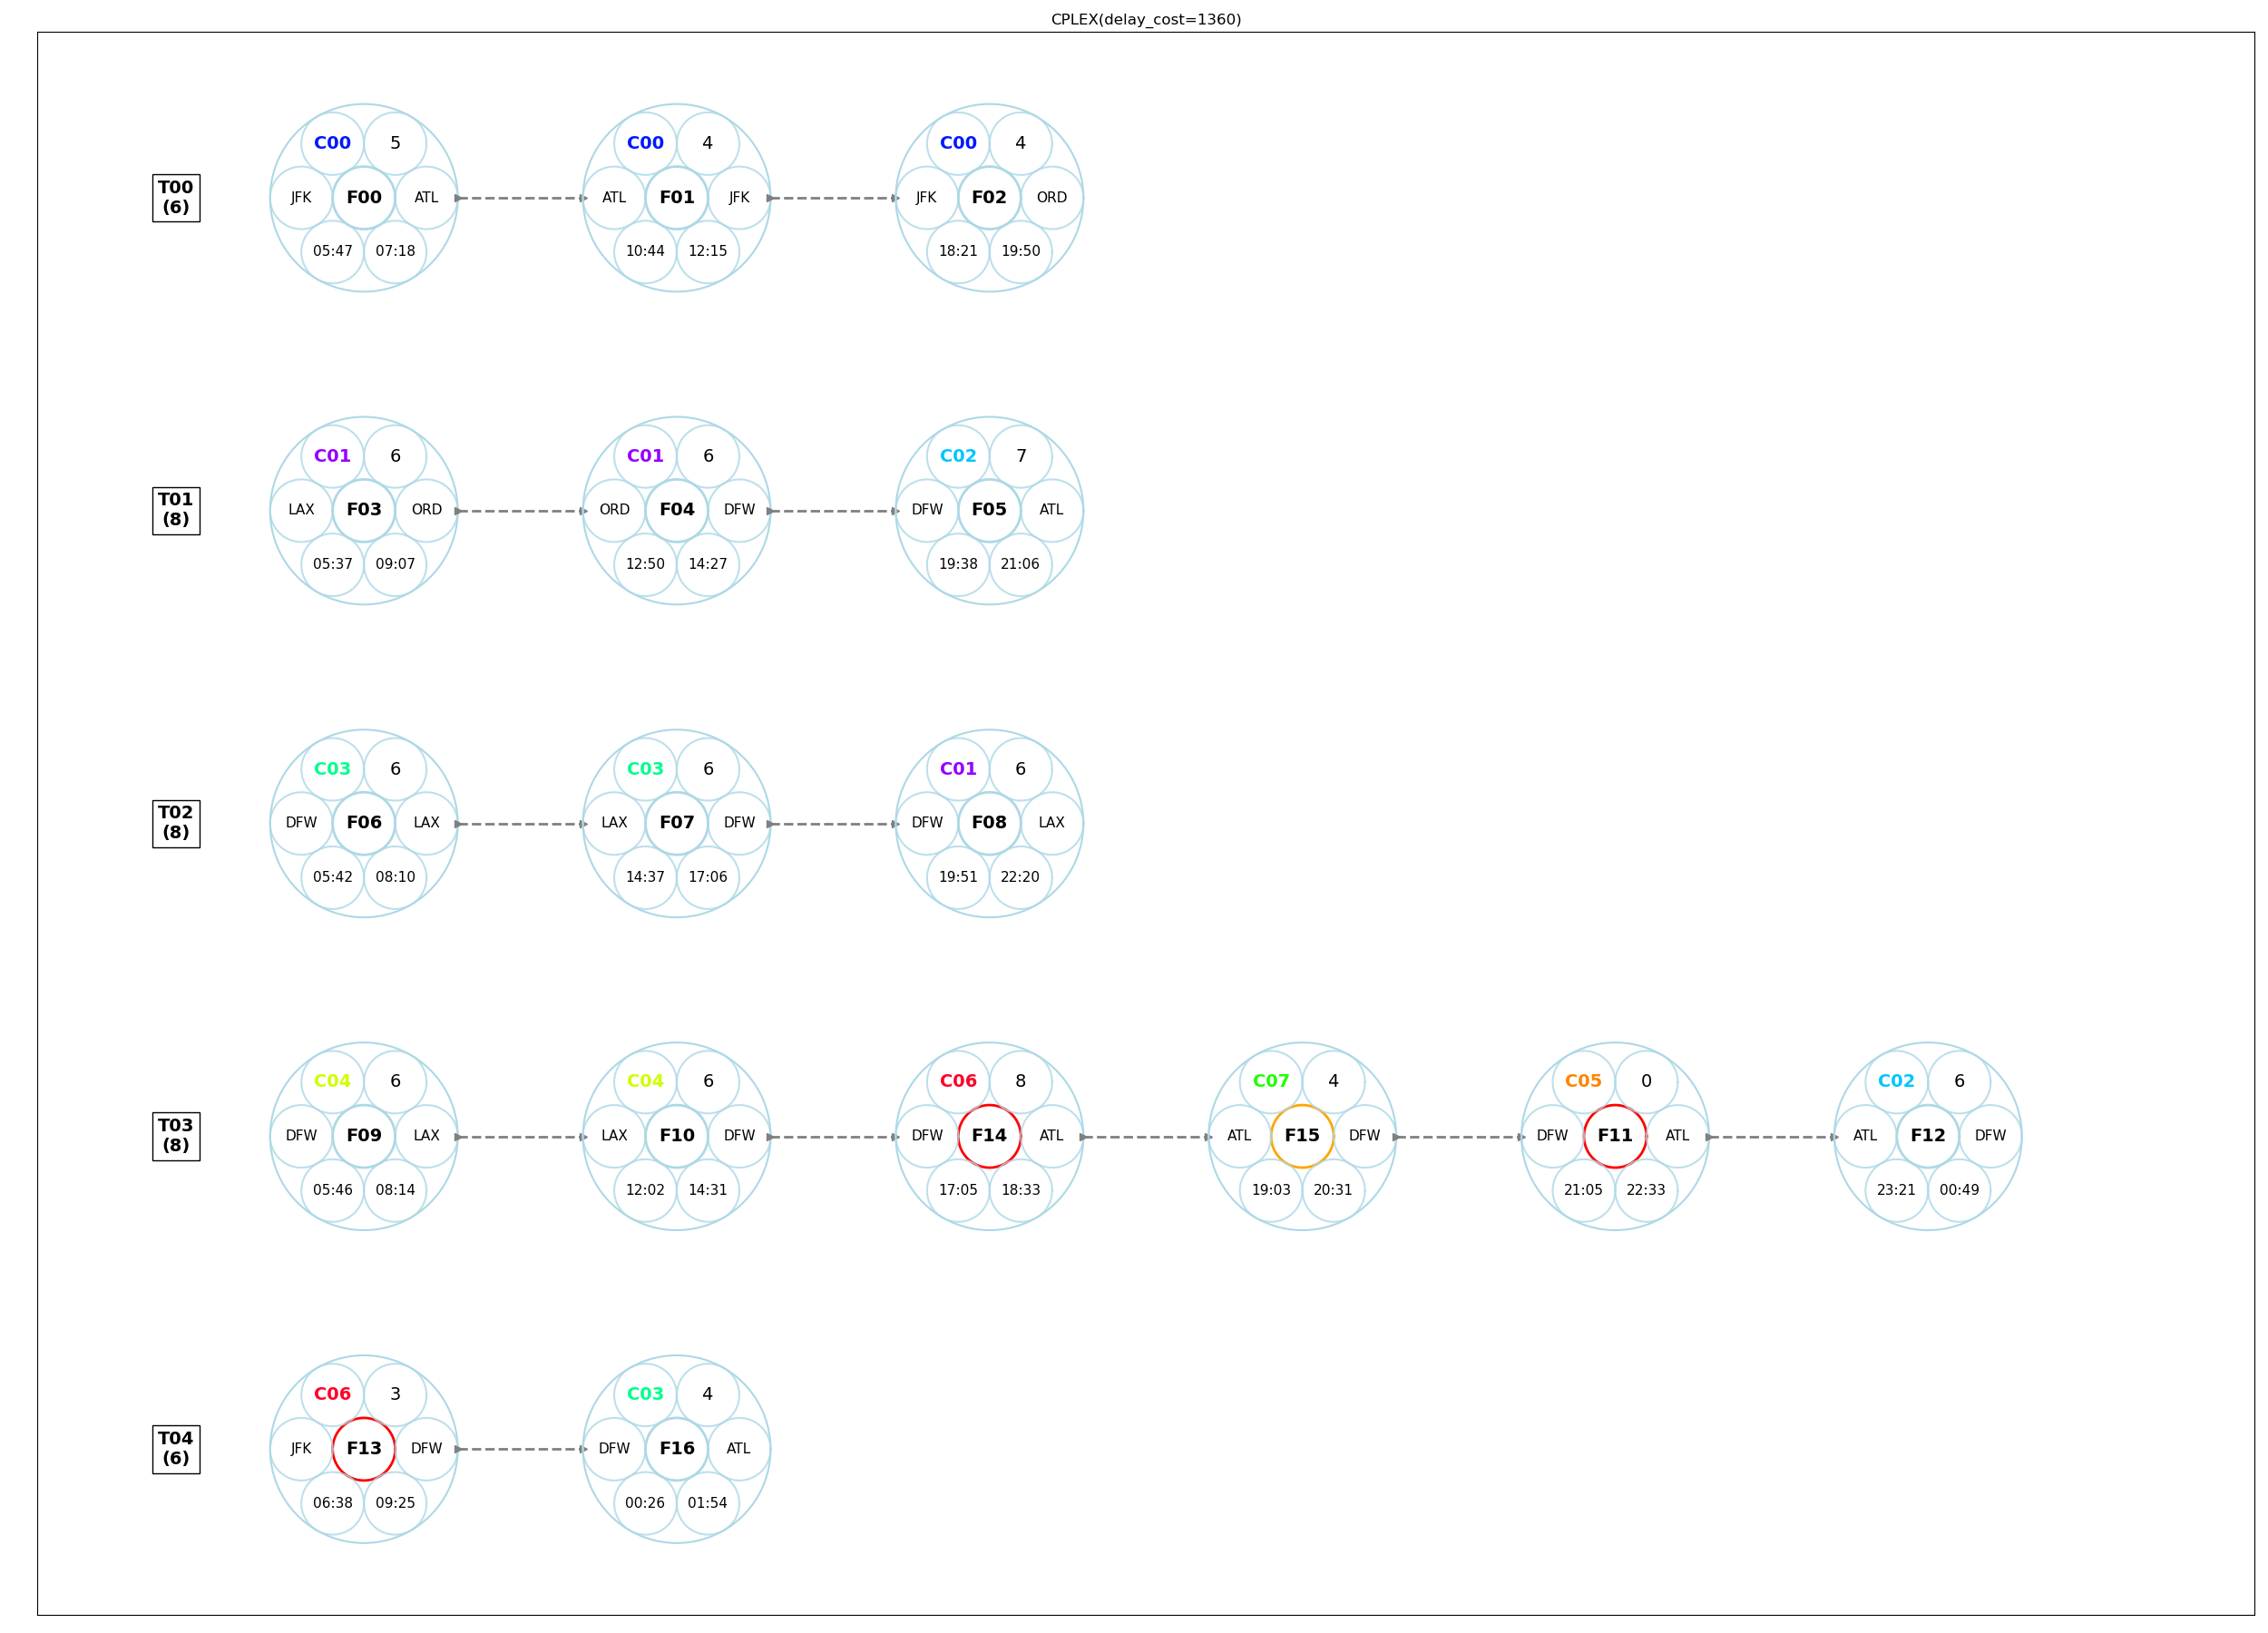 CPLEX(delay_cost=1360)
C00 5 C00 4 C00 4
T00
(6)
JFK F00 ATL ATL F01 JFK JFK F02 ORD
05:47 07:18 10:44 12:15 18:21 19:50
C01 6 C01 6 C02 7
T01
(8)
LAX F03 ORD ORD F04 DFW DFW F05 ATL
05:37 09:07 12:50 14:27 19:38 21:06
C03 6 C03 6 C01 6
T02
(8)
DFW F06 LAX LAX F07 DFW DFW F08 LAX
05:42 08:10 14:37 17:06 19:51 22:20
C04 6 C04 6 C06 8 C07 4 C05 0 C02 6
T03
(8)
DFW F09 LAX LAX F10 DFW DFW F14 ATL ATL F15 DFW DFW F11 ATL ATL F12 DFW
05:46 08:14 12:02 14:31 17:05 18:33 19:03 20:31 21:05 22:33 23:21 00:49
C06 3 C03 4
T04
(6)
JFK F13 DFW DFW F16 ATL
06:38 09:25 00:26 01:54